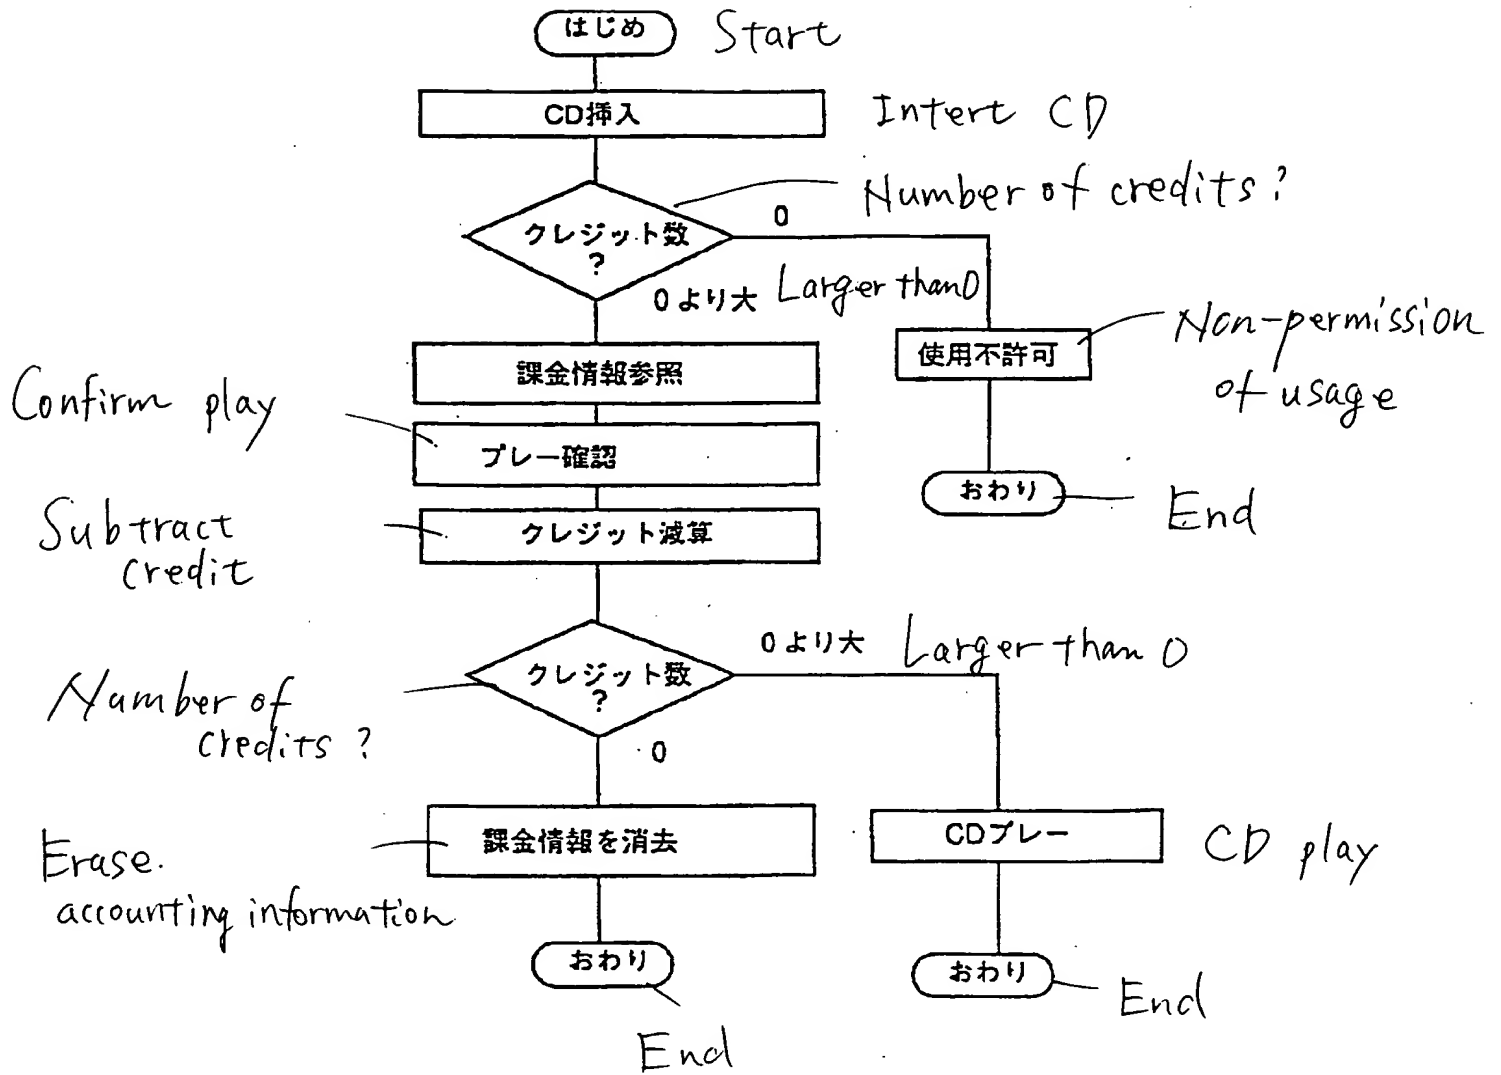 はじめ Start
CD挿入 Intert CD
Number of credits?
クレジット数
?
0
0より大 Larger than 0
使用不許可
Non-permission
of usage
課金情報参照
Confirm play
プレー確認
おわり
End
Subtract
credit
クレジット減算
0より大 Larger than 0
クレジット数
?
Number of
credits?
0
課金情報を消去
Erase.
accounting information
CDプレー CD play
おわり
End
おわり
End